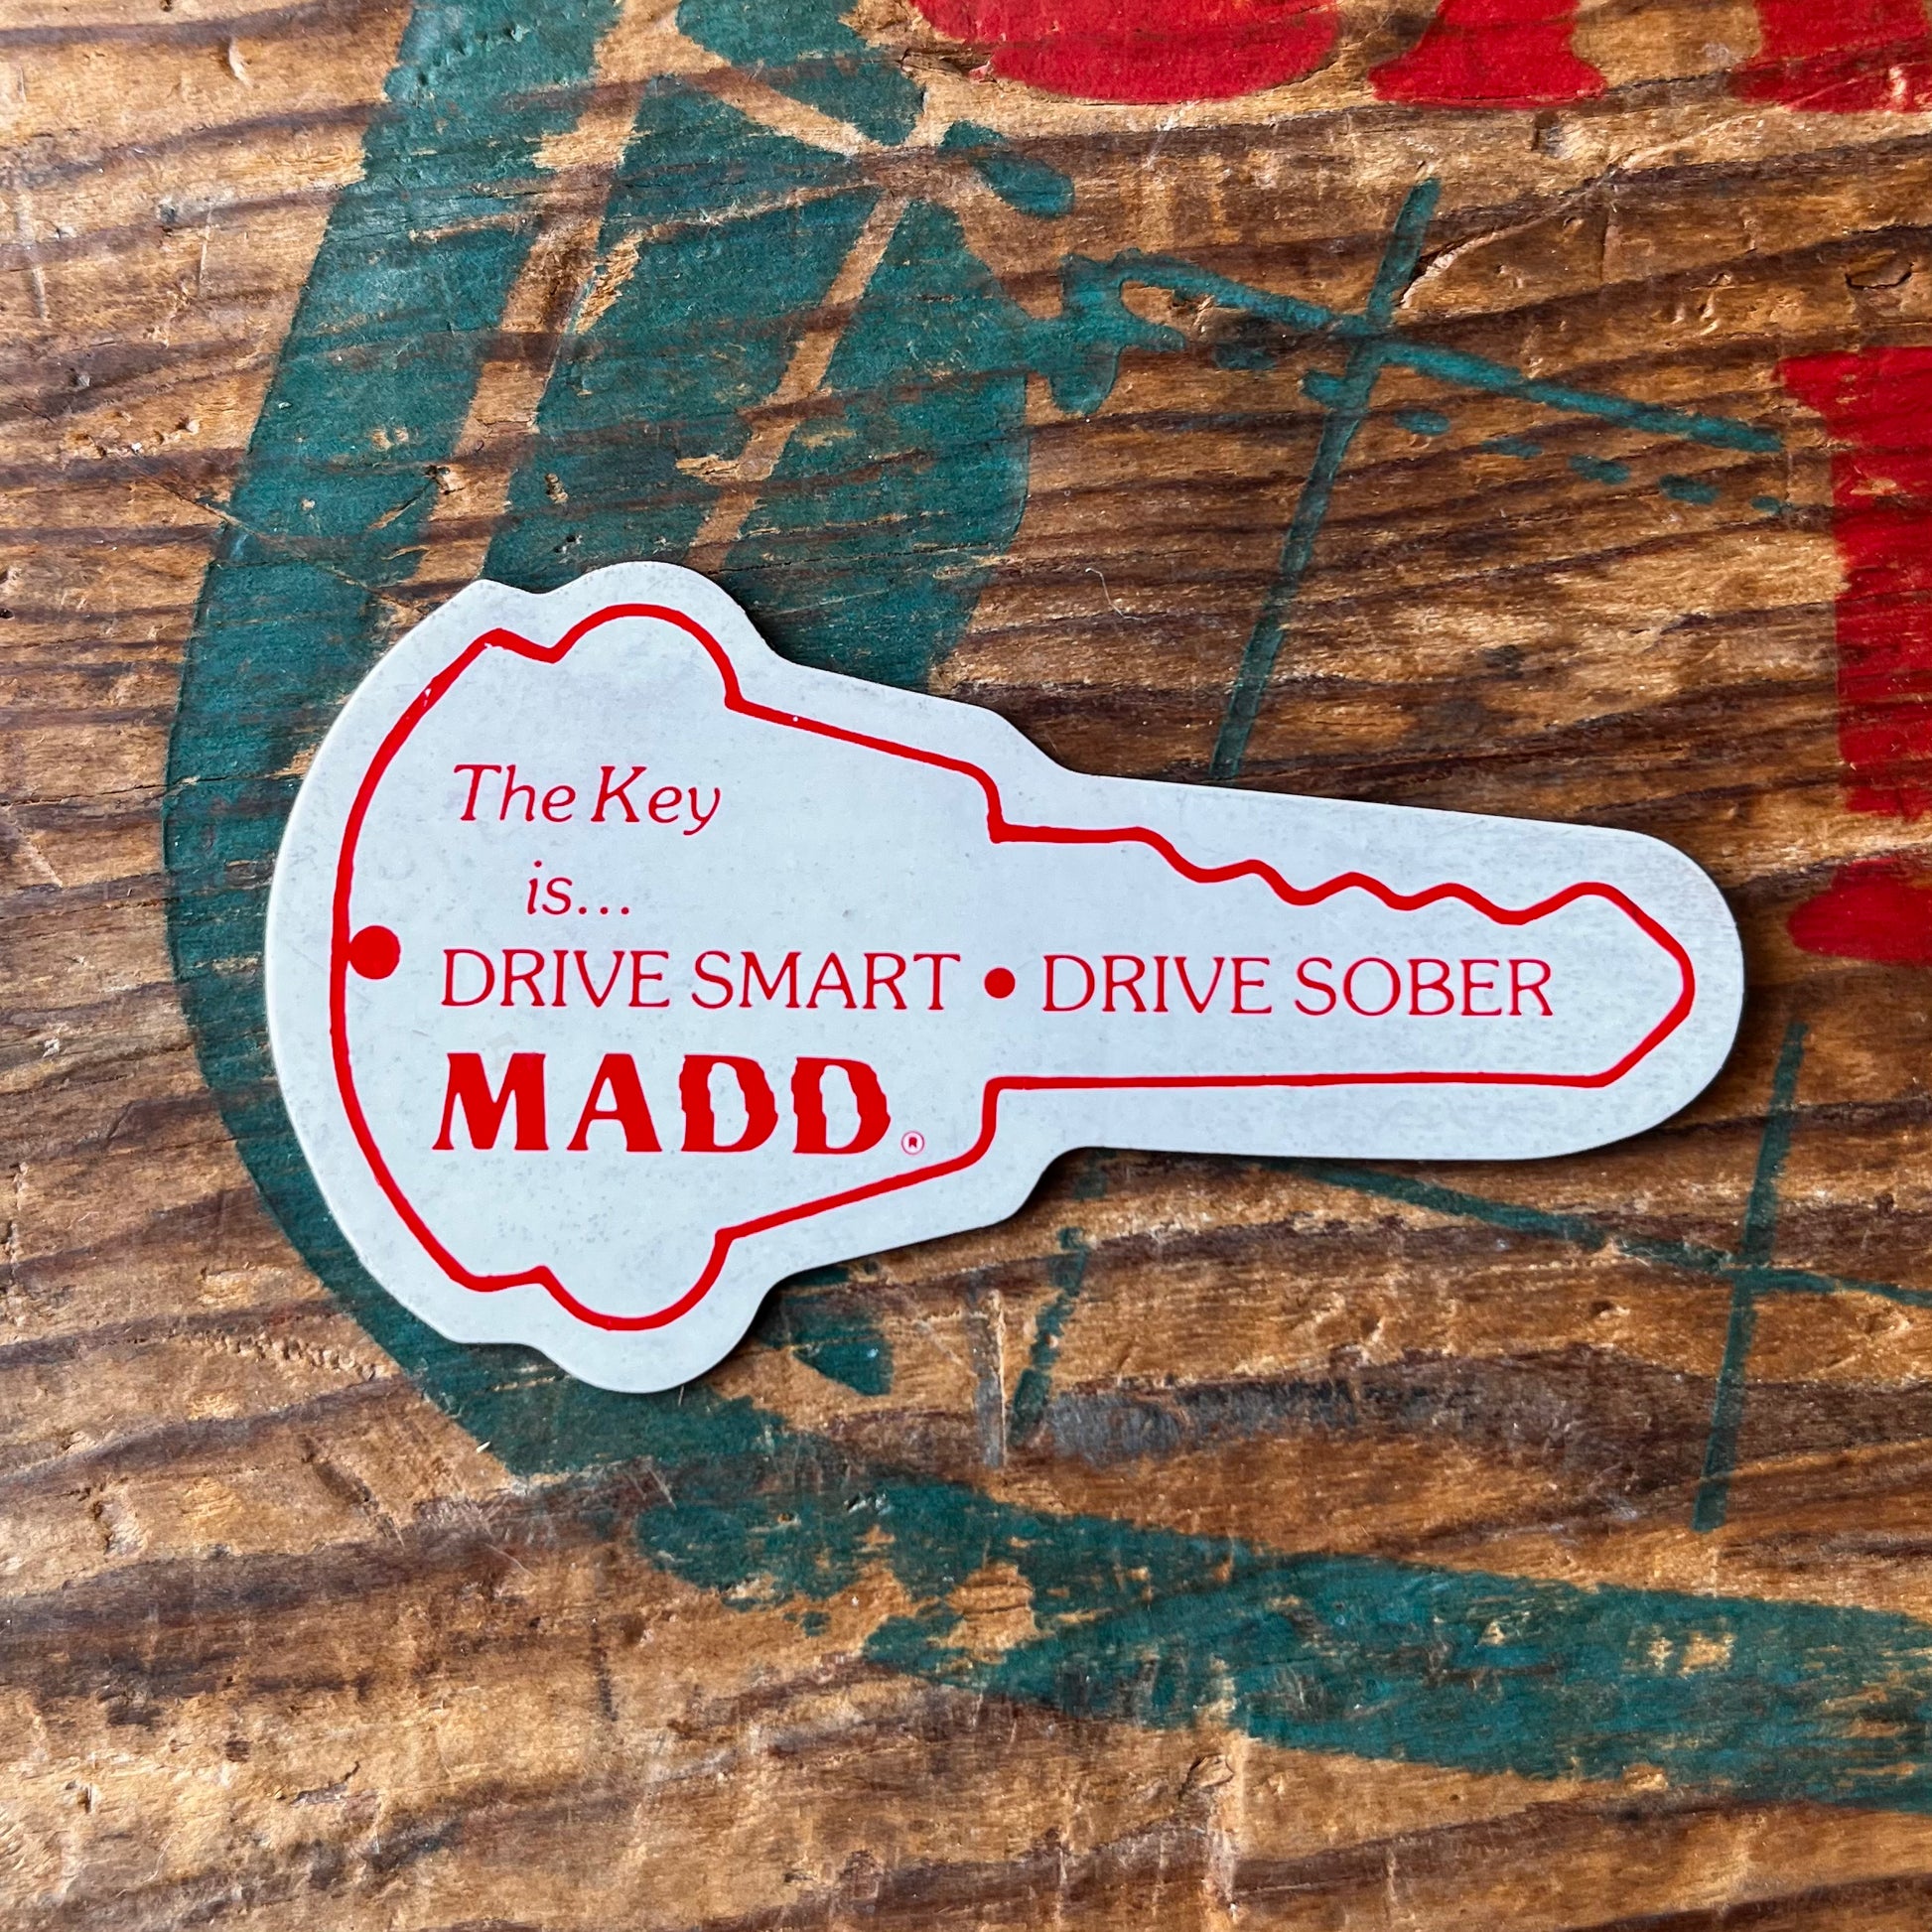 The Key
is...
DRIVE SMART • DRIVE SOBER
MADD®